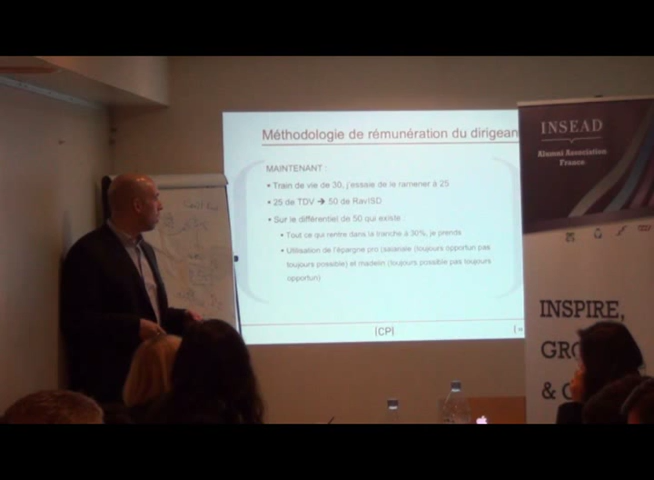 Méthodologie de rémunération du dirigean
MAINTENANT :
• Train de vie de 30, j'essaie de le ramener à 25
• 25 de TDV ➔ 50 de RavISD
• Sur le différentiel de 50 qui existe :
• Tout ce qui rentre dans la tranche à 30%, je prends
• Utilisation de l'épargne pro (salariale (toujours opportun pas
toujours possible) et madelin (toujours possible pas toujours
opportun)
|CP|
INSEAD
Alumni Association
France
INSPIRE,
GR
&